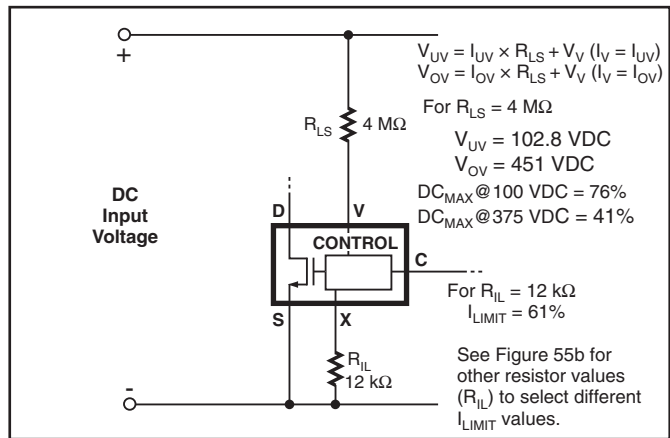 +
V_UV = I_UV × R_LS + V_V (I_V = I_UV)
V_OV = I_OV × R_LS + V_V (I_V = I_OV)
For R_LS = 4 MΩ
R_LS 4 MΩ
V_UV = 102.8 VDC
V_OV = 451 VDC
DC_MAX@100 VDC = 76%
DC_MAX@375 VDC = 41%
DC
Input
Voltage
D
V
CONTROL
C
S
X
For R_IL = 12 kΩ
I_LIMIT = 61%
R_IL
12 kΩ
See Figure 55b for
other resistor values
(R_IL) to select different
I_LIMIT values.
-